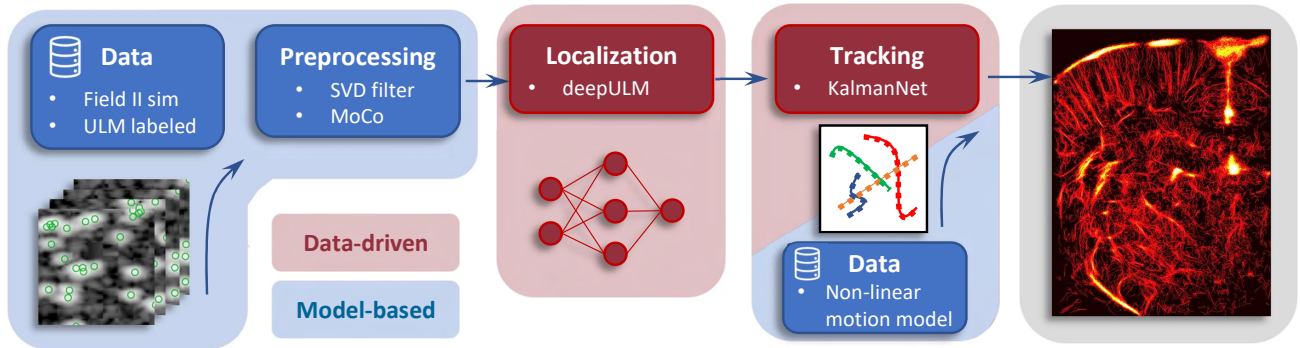 Data
• Field II sim
• ULM labeled
Preprocessing
• SVD filter
• MoCo
Localization
• deepULM
Tracking
• KalmanNet
Data
• Non-linear
motion model
Data-driven
Model-based